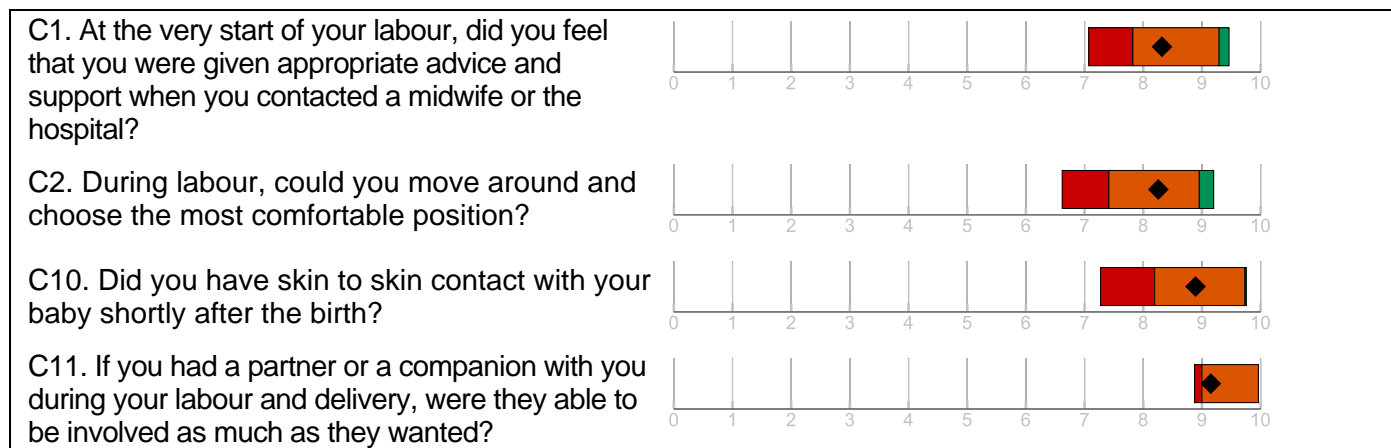 C1. At the very start of your labour, did you feel
that you were given appropriate advice and
support when you contacted a midwife or the
hospital?
0 1 2 3 4 5 6 7 8 9 10
C2. During labour, could you move around and
choose the most comfortable position?
0 1 2 3 4 5 6 7 8 9 10
C10. Did you have skin to skin contact with your
baby shortly after the birth?
0 1 2 3 4 5 6 7 8 9 10
C11. If you had a partner or a companion with you
during your labour and delivery, were they able to
be involved as much as they wanted?
0 1 2 3 4 5 6 7 8 9 10